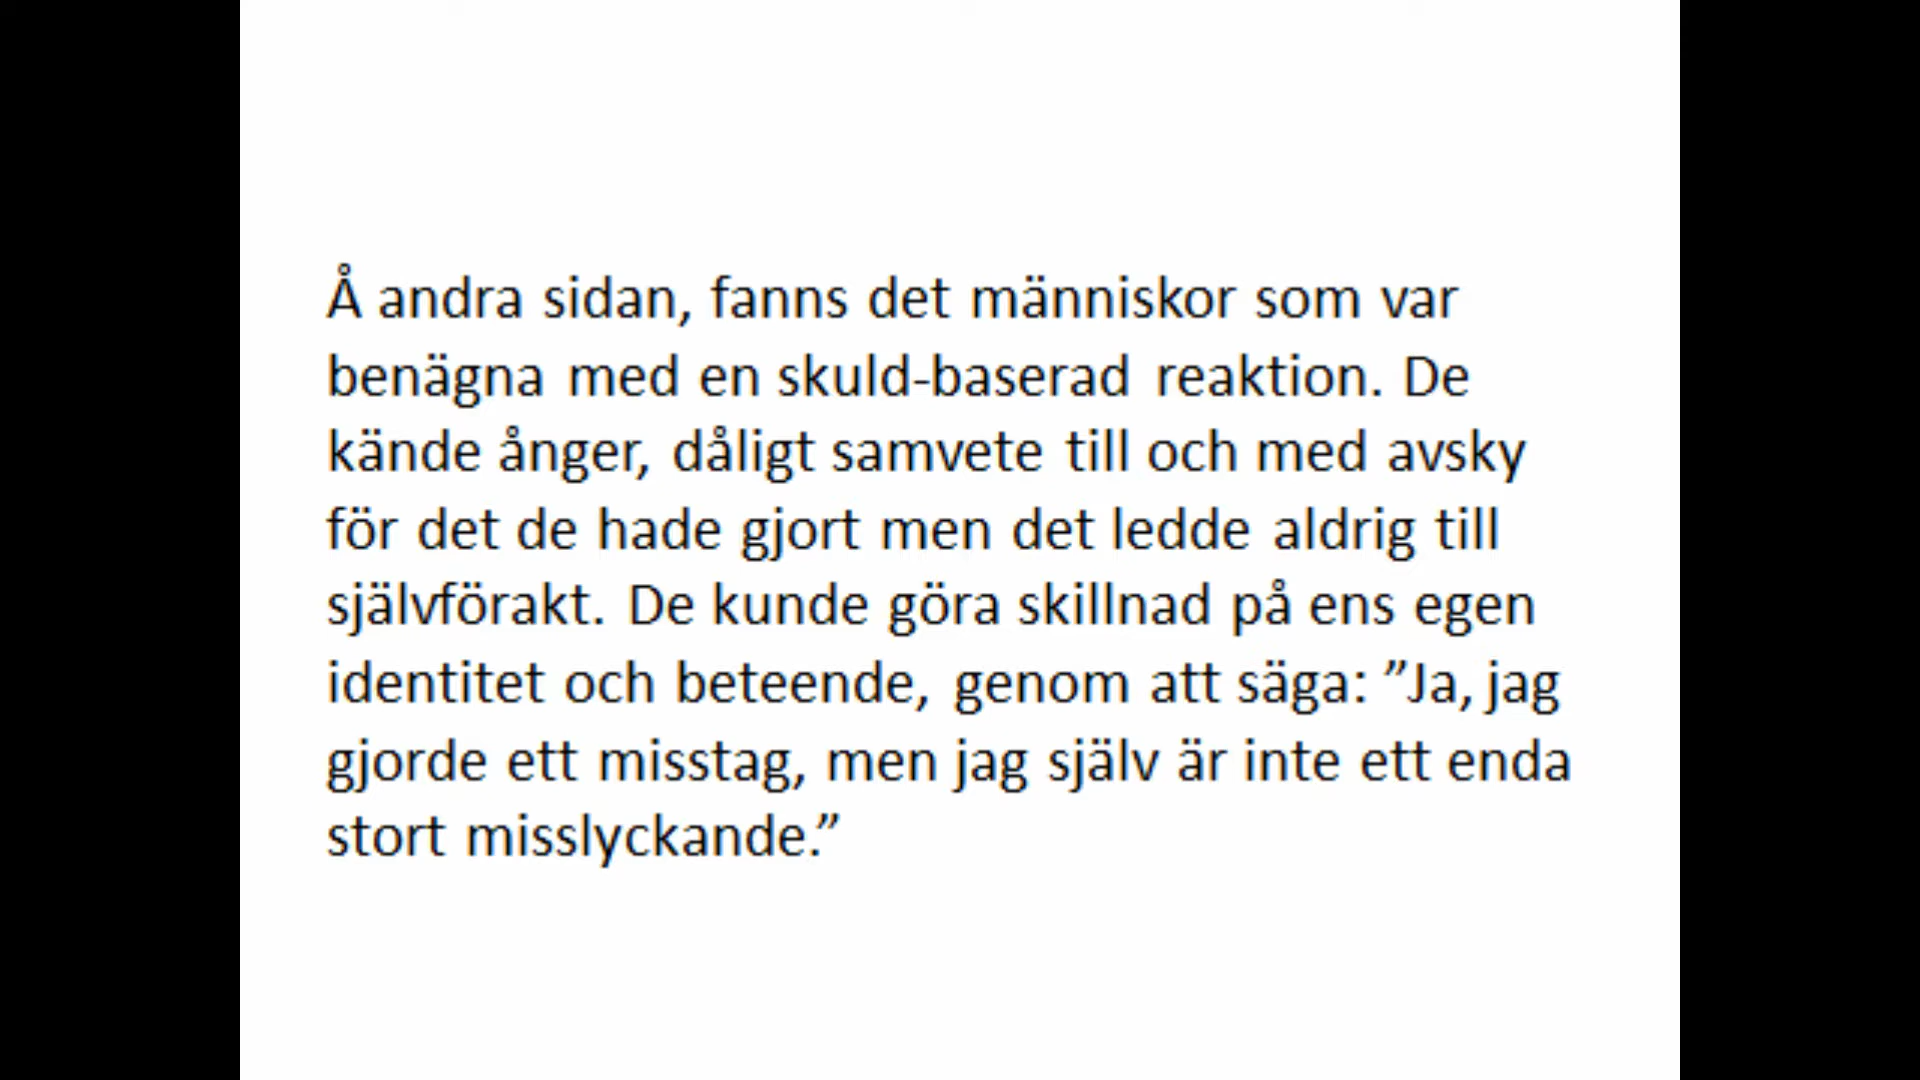 Å andra sidan, fanns det människor som var
benägna med en skuld-baserad reaktion. De
kände ånger, dåligt samvete till och med avsky
för det de hade gjort men det ledde aldrig till
självförakt. De kunde göra skillnad på ens egen
identitet och beteende, genom att säga: ”Ja, jag
gjorde ett misstag, men jag själv är inte ett enda
stort misslyckande.”